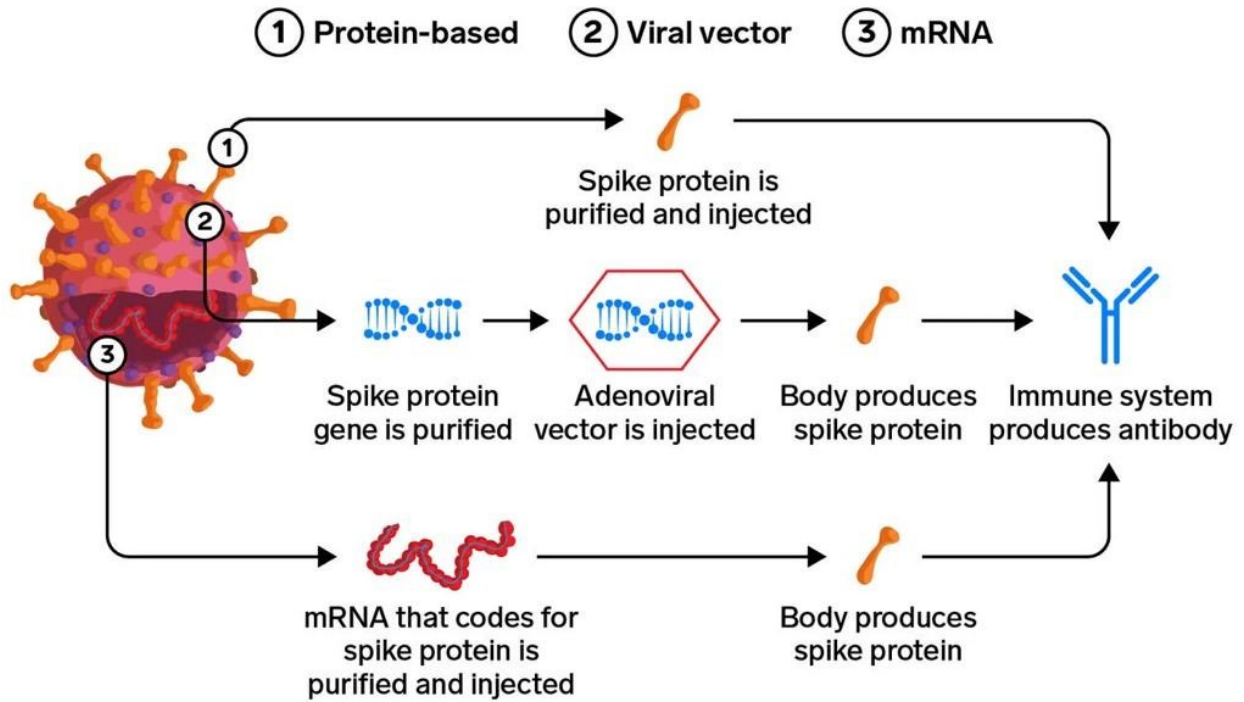 1 Protein-based 2 Viral vector 3 mRNA
1
Spike protein is
purified and injected
2
Spike protein
gene is purified
Adenoviral
vector is injected
Body produces
spike protein
Immune system
produces antibody
3
mRNA that codes for
spike protein is
purified and injected
Body produces
spike protein